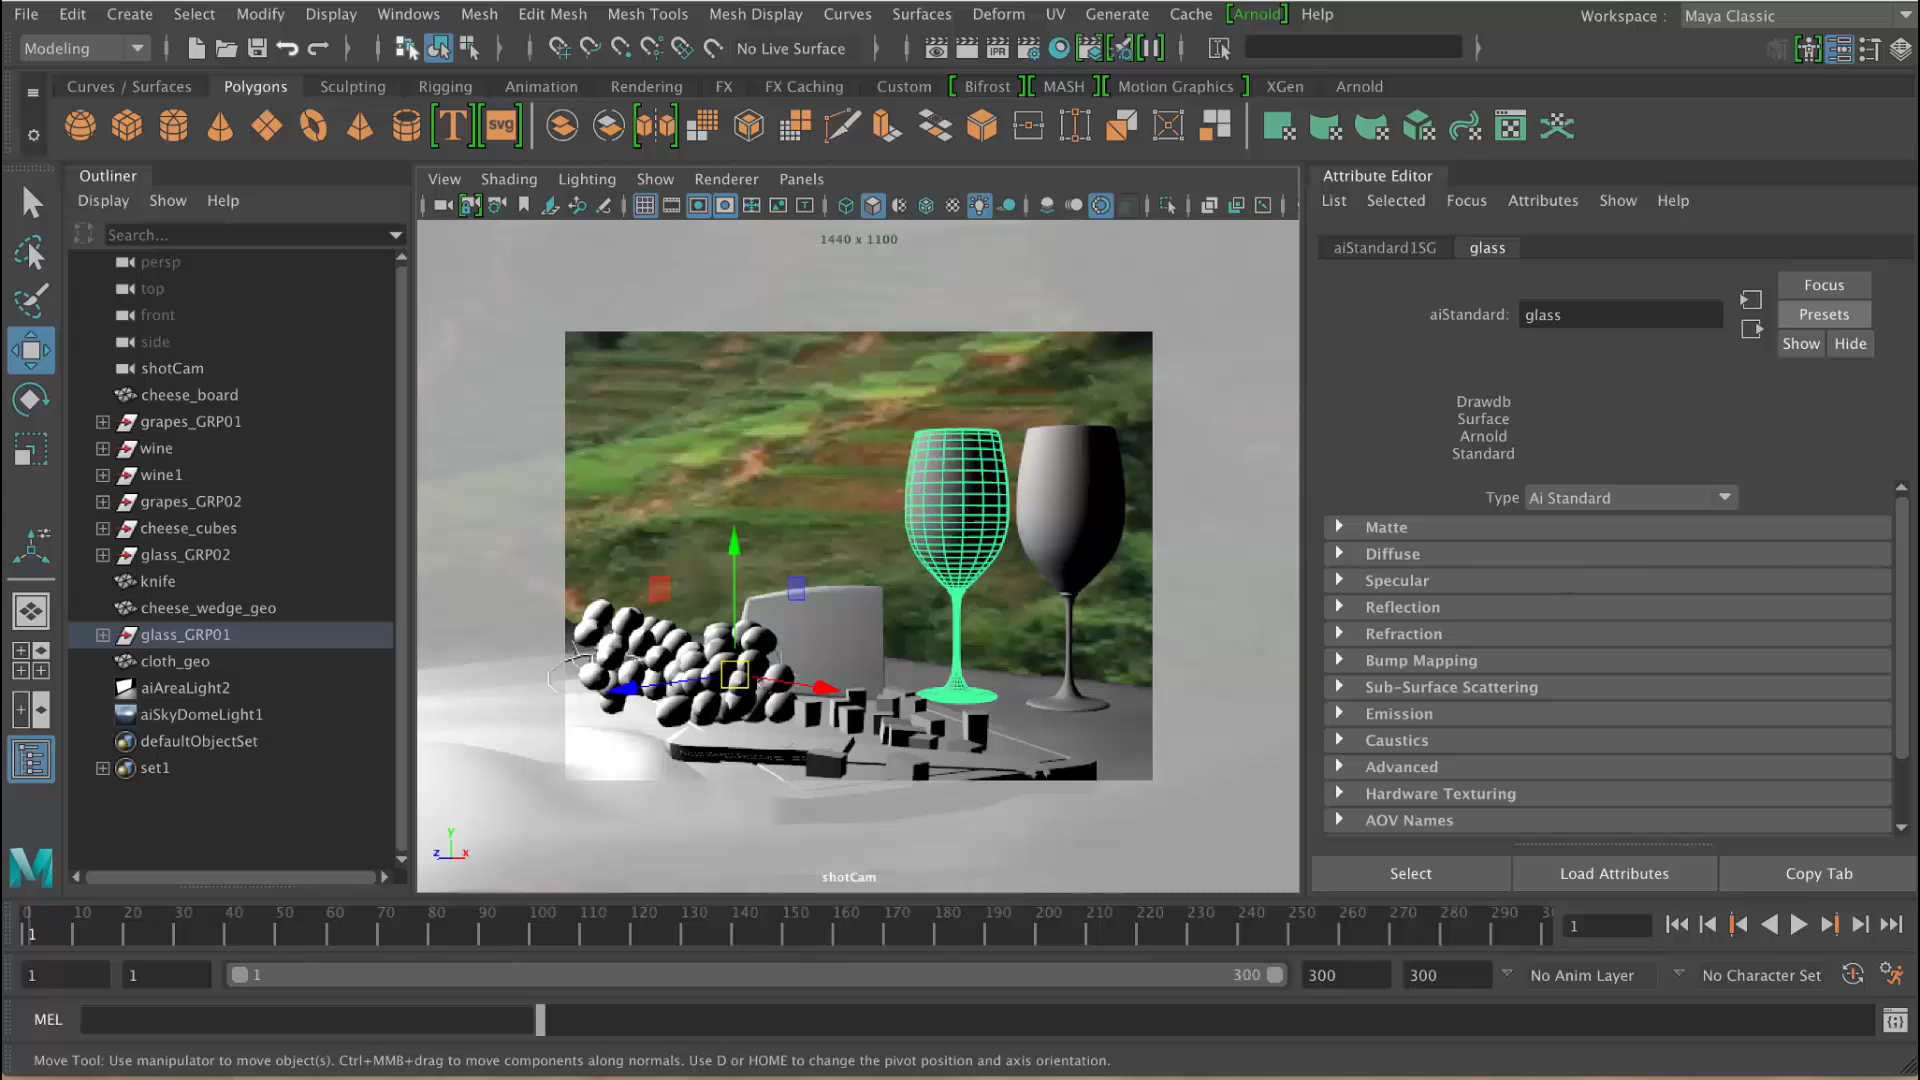 File Edit Create Select Modify Display Windows Mesh Edit Mesh Mesh Tools Mesh Display Curves Surfaces Deform UV Generate Cache [Arnold] Help Workspace : Maya Classic
Modeling No Live Surface IPR
Curves / Surfaces Polygons Sculpting Rigging Animation Rendering FX FX Caching Custom Bifrost MASH Motion Graphics XGen Arnold
T svg
Outliner
Display Show Help
Search...
persp
top
front
side
shotCam
cheese_board
grapes_GRP01
wine
wine1
grapes_GRP02
cheese_cubes
glass_GRP02
knife
cheese_wedge_geo
glass_GRP01
cloth_geo
aiAreaLight2
aiSkyDomeLight1
defaultObjectSet
set1
View Shading Lighting Show Renderer Panels
1440 x 1100
y
z x
shotCam
Attribute Editor
List Selected Focus Attributes Show Help
aiStandard1SG glass
Focus
aiStandard: glass Presets
Show Hide
Drawdb
Surface
Arnold
Standard
Type Ai Standard
Matte
Diffuse
Specular
Reflection
Refraction
Bump Mapping
Sub-Surface Scattering
Emission
Caustics
Advanced
Hardware Texturing
AOV Names
Select Load Attributes Copy Tab
0 10 20 30 40 50 60 70 80 90 100 110 120 130 140 150 160 170 180 190 200 210 220 230 240 250 260 270 280 290
1 1
1 1 1 300 300 300 No Anim Layer No Character Set
MEL
Move Tool: Use manipulator to move object(s). Ctrl+MMB+drag to move components along normals. Use D or HOME to change the pivot position and axis orientation.